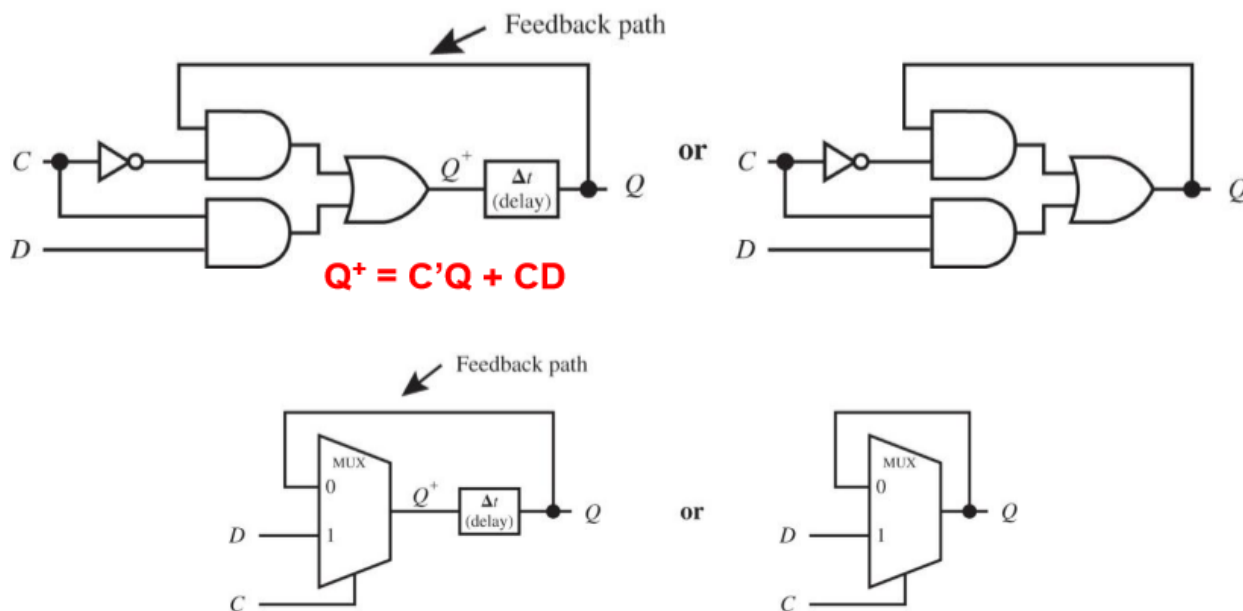 Feedback path
C
Q⁺
Δt
(delay)
Q
D
Q⁺ = C’Q + CD
or
C
Q
D
Feedback path
MUX
0
Q⁺
Δt
(delay)
Q
D
1
C
or
MUX
0
Q
D
1
C